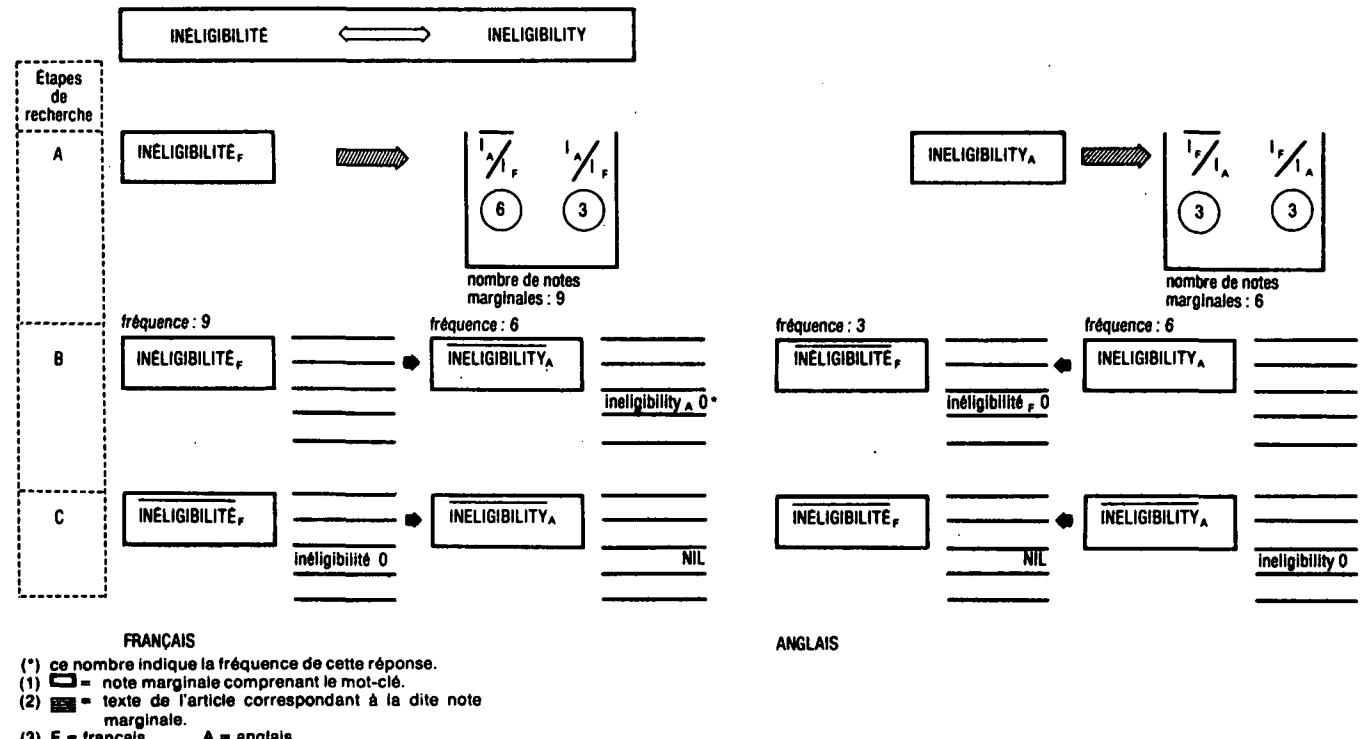 INÉLIGIBILITÉ ⟺ INELIGIBILITY
Étapes
de
recherche
A
INÉLIGIBILITÉ F
I A / I F
I A / I F
6
3
nombre de notes
marginales : 9
INELIGIBILITY A
I F / I A
I F / I A
3
3
nombre de notes
marginales : 6
B
fréquence : 9
INÉLIGIBILITÉ F
fréquence : 6
INELIGIBILITY A
ineligibility A 0*
fréquence : 3
INÉLIGIBILITÉ F
inéligibilité F 0
fréquence : 6
INELIGIBILITY A
C
INÉLIGIBILITÉ F
inéligibilité 0
INELIGIBILITY A
NIL
INÉLIGIBILITÉ F
NIL
INELIGIBILITY A
ineligibility 0
FRANÇAIS
ANGLAIS
(*) ce nombre indique la fréquence de cette réponse.
(1) = note marginale comprenant le mot-clé.
(2) = texte de l'article correspondant à la dite note
marginale.
(3) F = français A = anglais